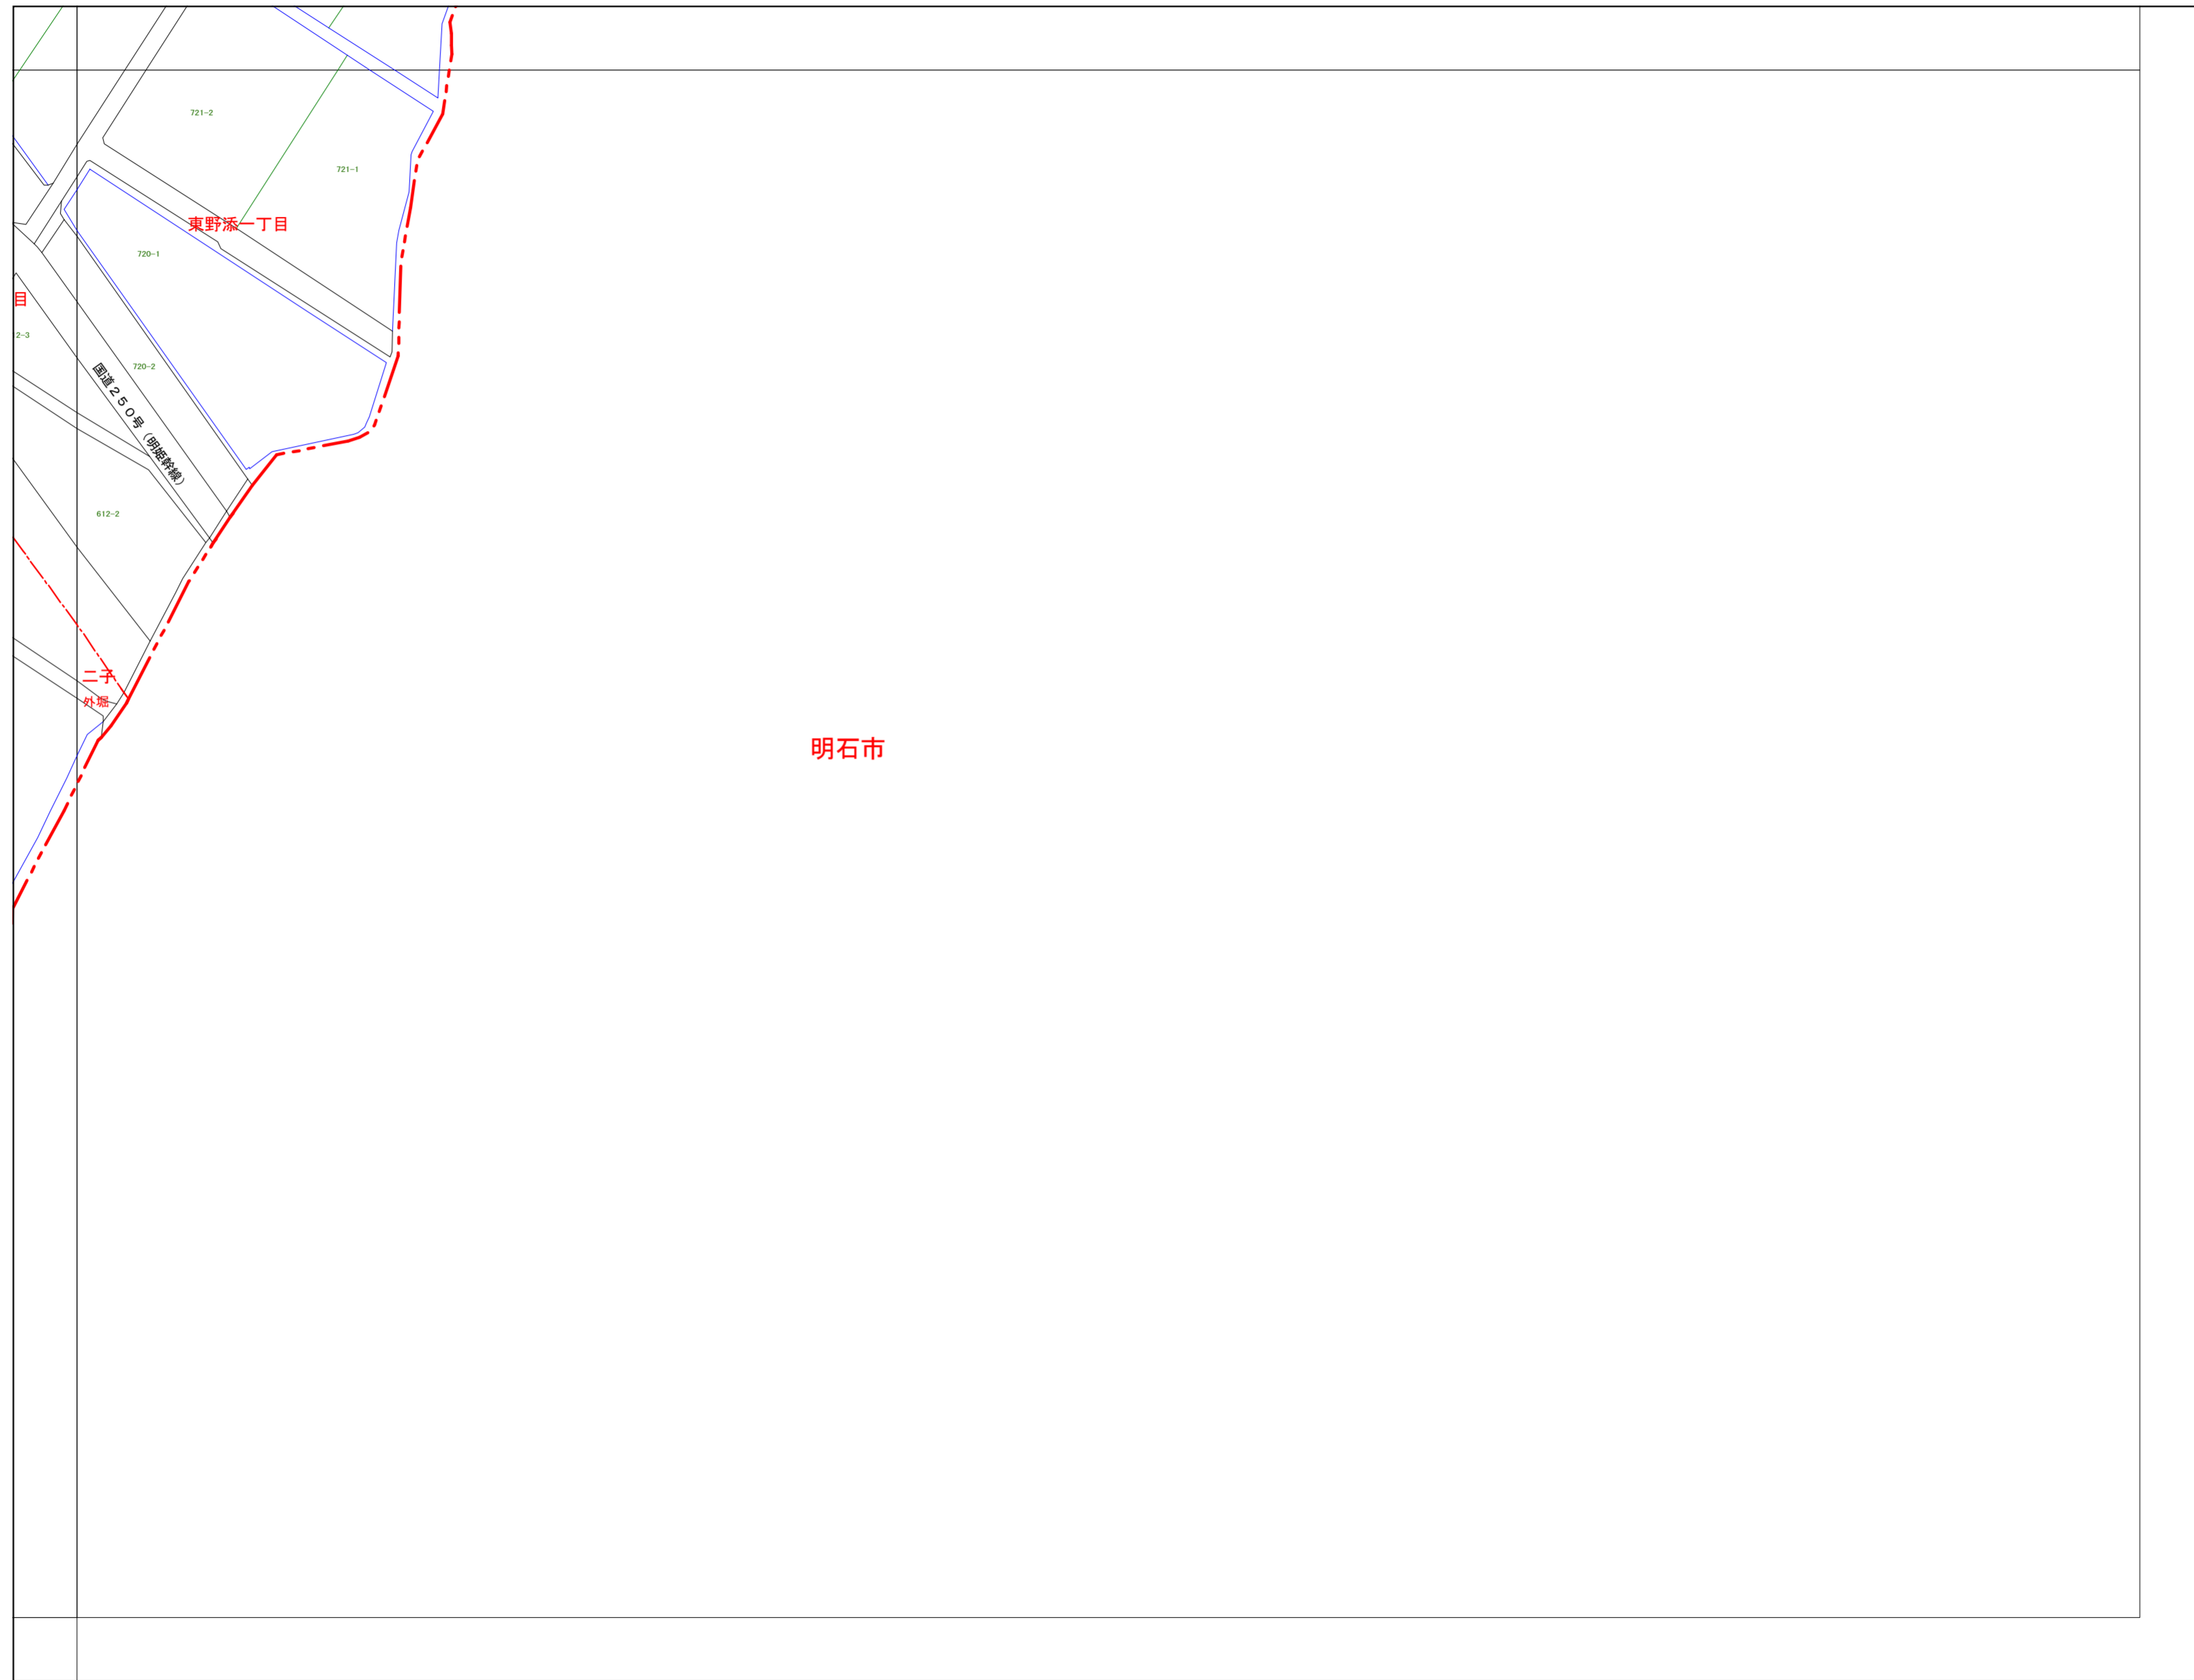 721-2
721-1
東野添一丁目
720-1
目
2-3
720-2
国道２５０号（明姫幹線）
612-2
二子
外堀
明石市